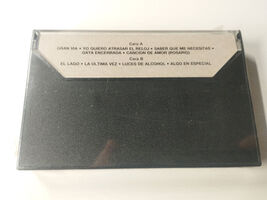 Cara A
GRAN VIA • YO QUIERO ATRASAR EL RELOJ • SABER QUE ME NECESITAS •
GATA ENCERRADA • CANCION DE AMOR (ROSARIO)
Cara B
EL LAGO • LA ULTIMA VEZ • LUCES DE ALCOHOL • ALGO EN ESPECIAL